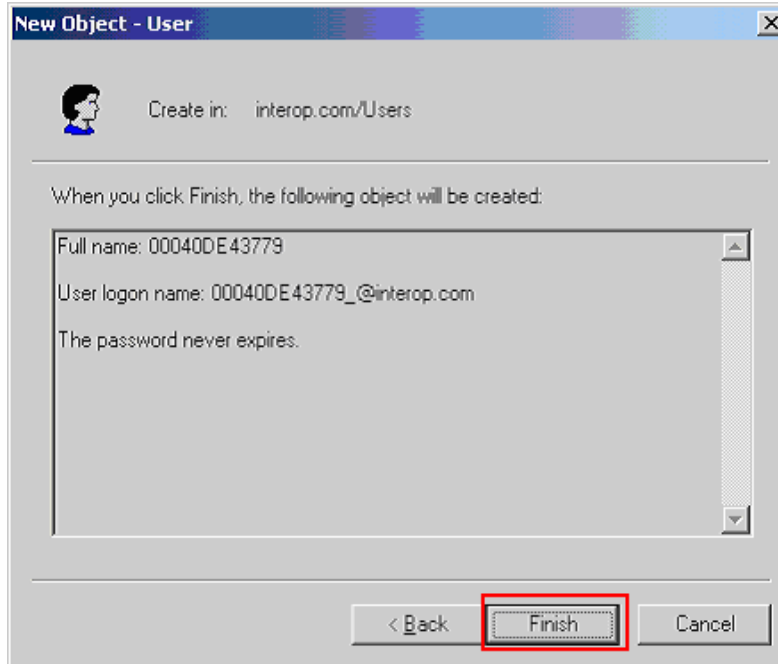 New Object - User
Create in: interop.com/Users
When you click Finish, the following object will be created:
Full name: 00040DE43779
User logon name: 00040DE43779_@interop.com
The password never expires.
< Back Finish Cancel